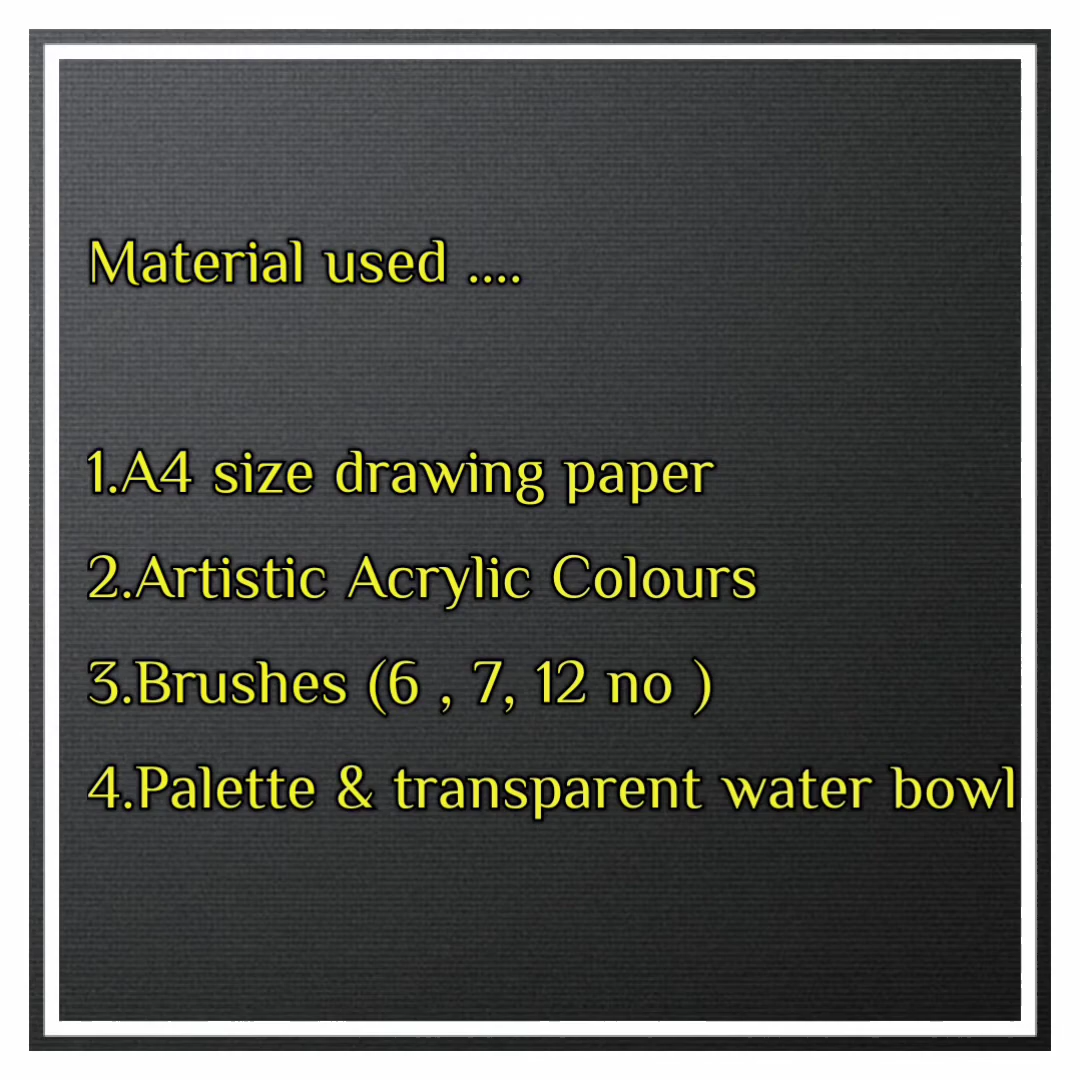 Material used ....
1.A4 size drawing paper
2.Artistic Acrylic Colours
3.Brushes (6 , 7, 12 no )
4.Palette & transparent water bowl